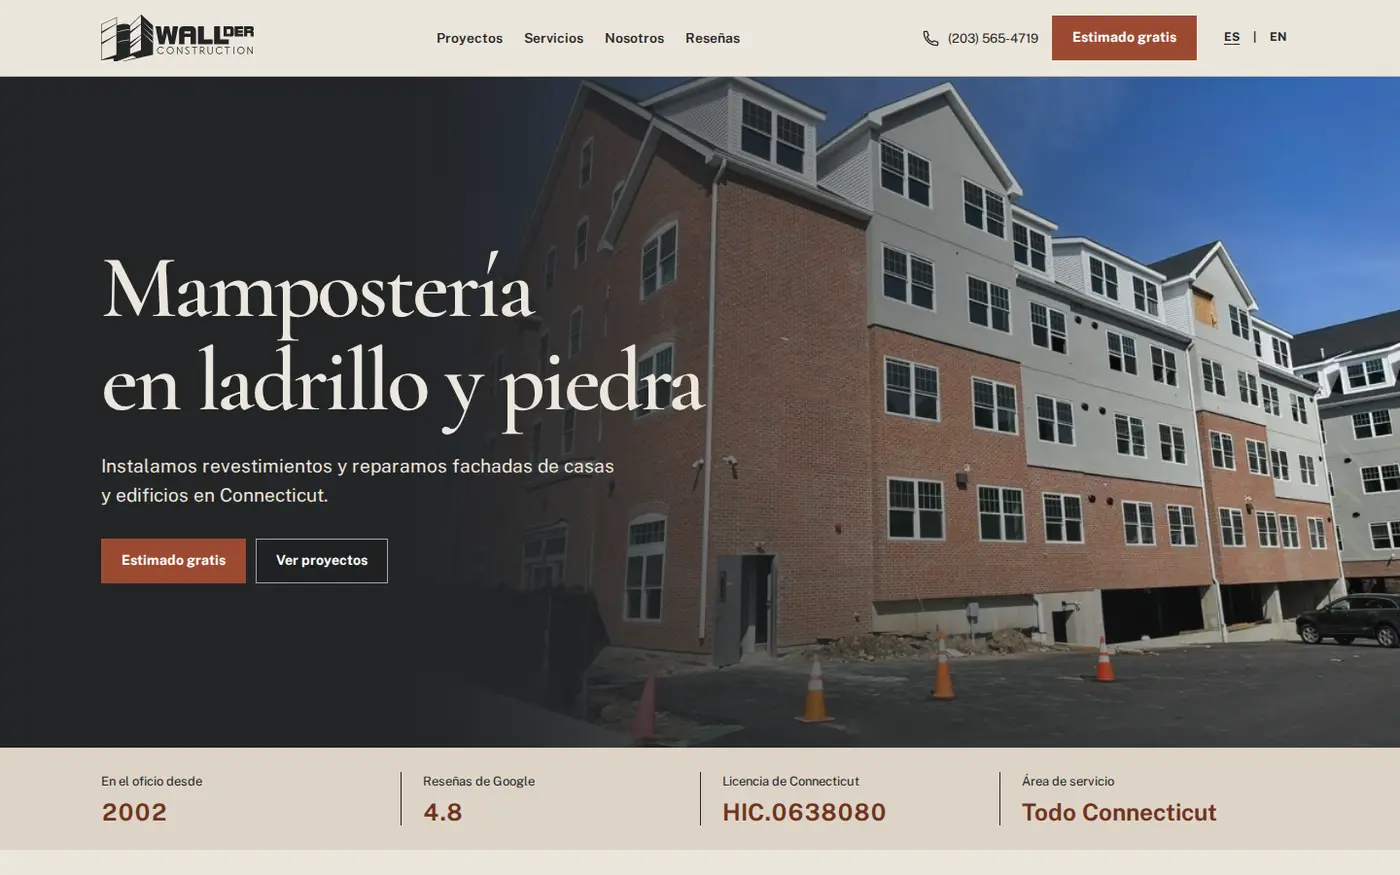 WALLDER
CONSTRUCTION
Proyectos
Servicios
Nosotros
Reseñas
(203) 565-4719
Estimado gratis
ES | EN
Mampostería
en ladrillo y piedra
Instalamos revestimientos y reparamos fachadas de casas
y edificios en Connecticut.
Estimado gratis
Ver proyectos
En el oficio desde
2002
Reseñas de Google
4.8
Licencia de Connecticut
HIC.0638080
Área de servicio
Todo Connecticut